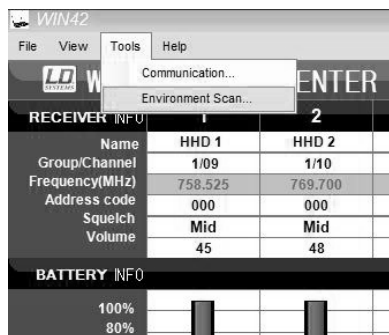 WIN42
File View Tools Help
LD SYSTEMS W ENTER
Communication...
Environment Scan...
RECEIVER INFO 1 2
Name HHD 1 HHD 2
Group/Channel 1/09 1/10
Frequency(MHz) 758.525 769.700
Address code 000 000
Squelch Mid Mid
Volume 45 48
BATTERY INFO
100%
80%